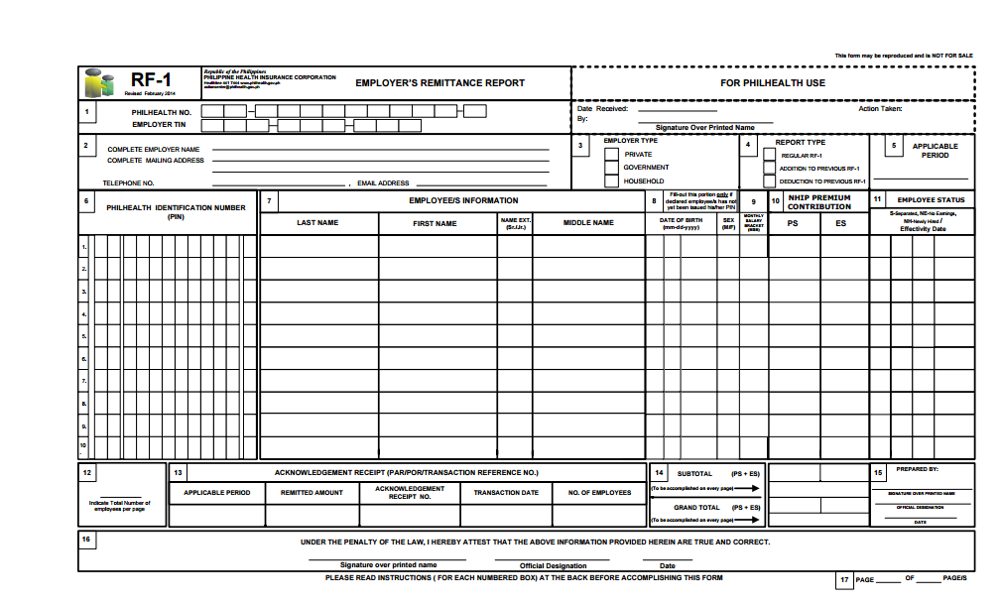 This form may be reproduced and is NOT FOR SALE
RF-1
Revised February 2014
Republic of the Philippines
PHILIPPINE HEALTH INSURANCE CORPORATION
Healthline 441 7444 www.philhealth.gov.ph
actioncenter@philhealth.gov.ph
EMPLOYER'S REMITTANCE REPORT
FOR PHILHEALTH USE
1
PHILHEALTH NO.
EMPLOYER TIN
Date Received:
Action Taken:
By:
Signature Over Printed Name
2
COMPLETE EMPLOYER NAME
COMPLETE MAILING ADDRESS
TELEPHONE NO. , EMAIL ADDRESS
3
EMPLOYER TYPE
PRIVATE
GOVERNMENT
HOUSEHOLD
4
REPORT TYPE
REGULAR RF-1
ADDITION TO PREVIOUS RF-1
DEDUCTION TO PREVIOUS RF-1
5
APPLICABLE
PERIOD
6
PHILHEALTH IDENTIFICATION NUMBER
(PIN)
7
EMPLOYEE/S INFORMATION
LAST NAME
FIRST NAME
NAME EXT.
(Sr./Jr.)
MIDDLE NAME
8
Fill-out this portion only if
declared employee/s has not
yet been issued his/her PIN
DATE OF BIRTH
(mm-dd-yyyy)
SEX
(M/F)
9
MONTHLY
SALARY
BRACKET
(MSB)
10
NHIP PREMIUM
CONTRIBUTION
PS
ES
11
EMPLOYEE STATUS
S-Separated, NE-No Earnings,
NH-Newly Hired /
Effectivity Date
1.
2.
3.
4.
5.
6.
7.
8.
9.
10
.
12
Indicate Total Number of
employees per page
13
ACKNOWLEDGEMENT RECEIPT (PAR/POR/TRANSACTION REFERENCE NO.)
APPLICABLE PERIOD
REMITTED AMOUNT
ACKNOWLEDGEMENT
RECEIPT NO.
TRANSACTION DATE
NO. OF EMPLOYEES
14
SUBTOTAL (PS + ES)
(To be accomplished on every page)
GRAND TOTAL (PS + ES)
(To be accomplished on every page)
15
PREPARED BY:
SIGNATURE OVER PRINTED NAME
OFFICIAL DESIGNATION
DATE
16
UNDER THE PENALTY OF THE LAW, I HEREBY ATTEST THAT THE ABOVE INFORMATION PROVIDED HEREIN ARE TRUE AND CORRECT.
Signature over printed name
Official Designation
Date
PLEASE READ INSTRUCTIONS ( FOR EACH NUMBERED BOX) AT THE BACK BEFORE ACCOMPLISHING THIS FORM
17
PAGE OF PAGE/S